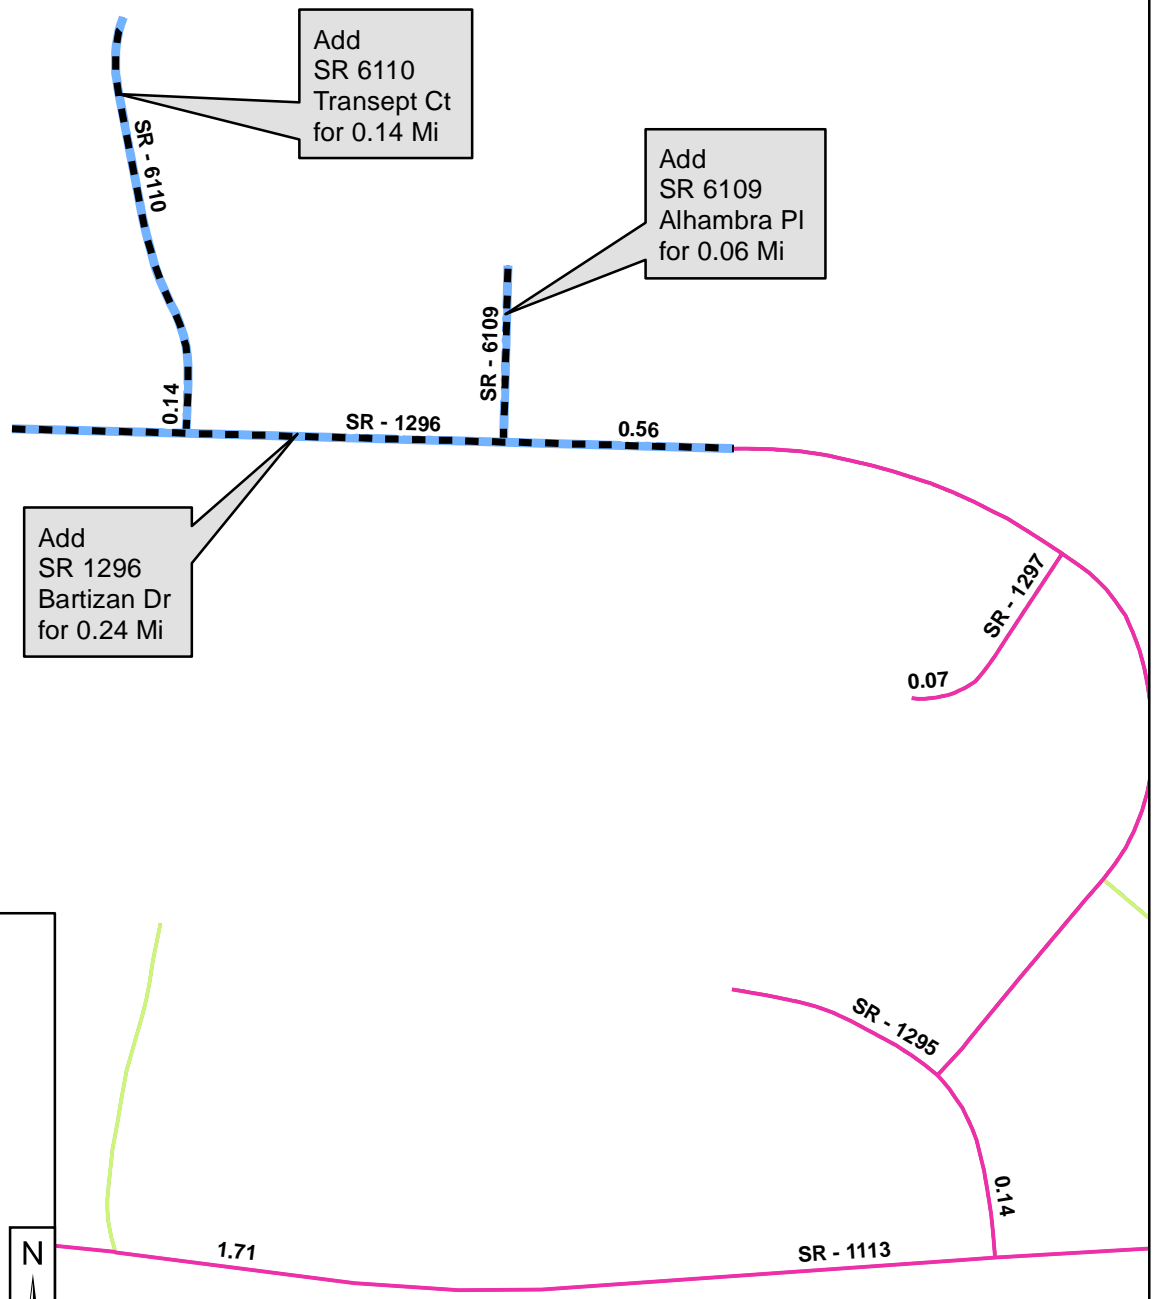 Add
SR 6110
Transept Ct
for 0.14 Mi
SR - 6110
Add
SR 6109
Alhambra Pl
for 0.06 Mi
SR - 6109
0.14
SR - 1296
0.56
Add
SR 1296
Bartizan Dr
for 0.24 Mi
SR - 1297
0.07
SR - 1295
0.14
N
1.71
SR - 1113